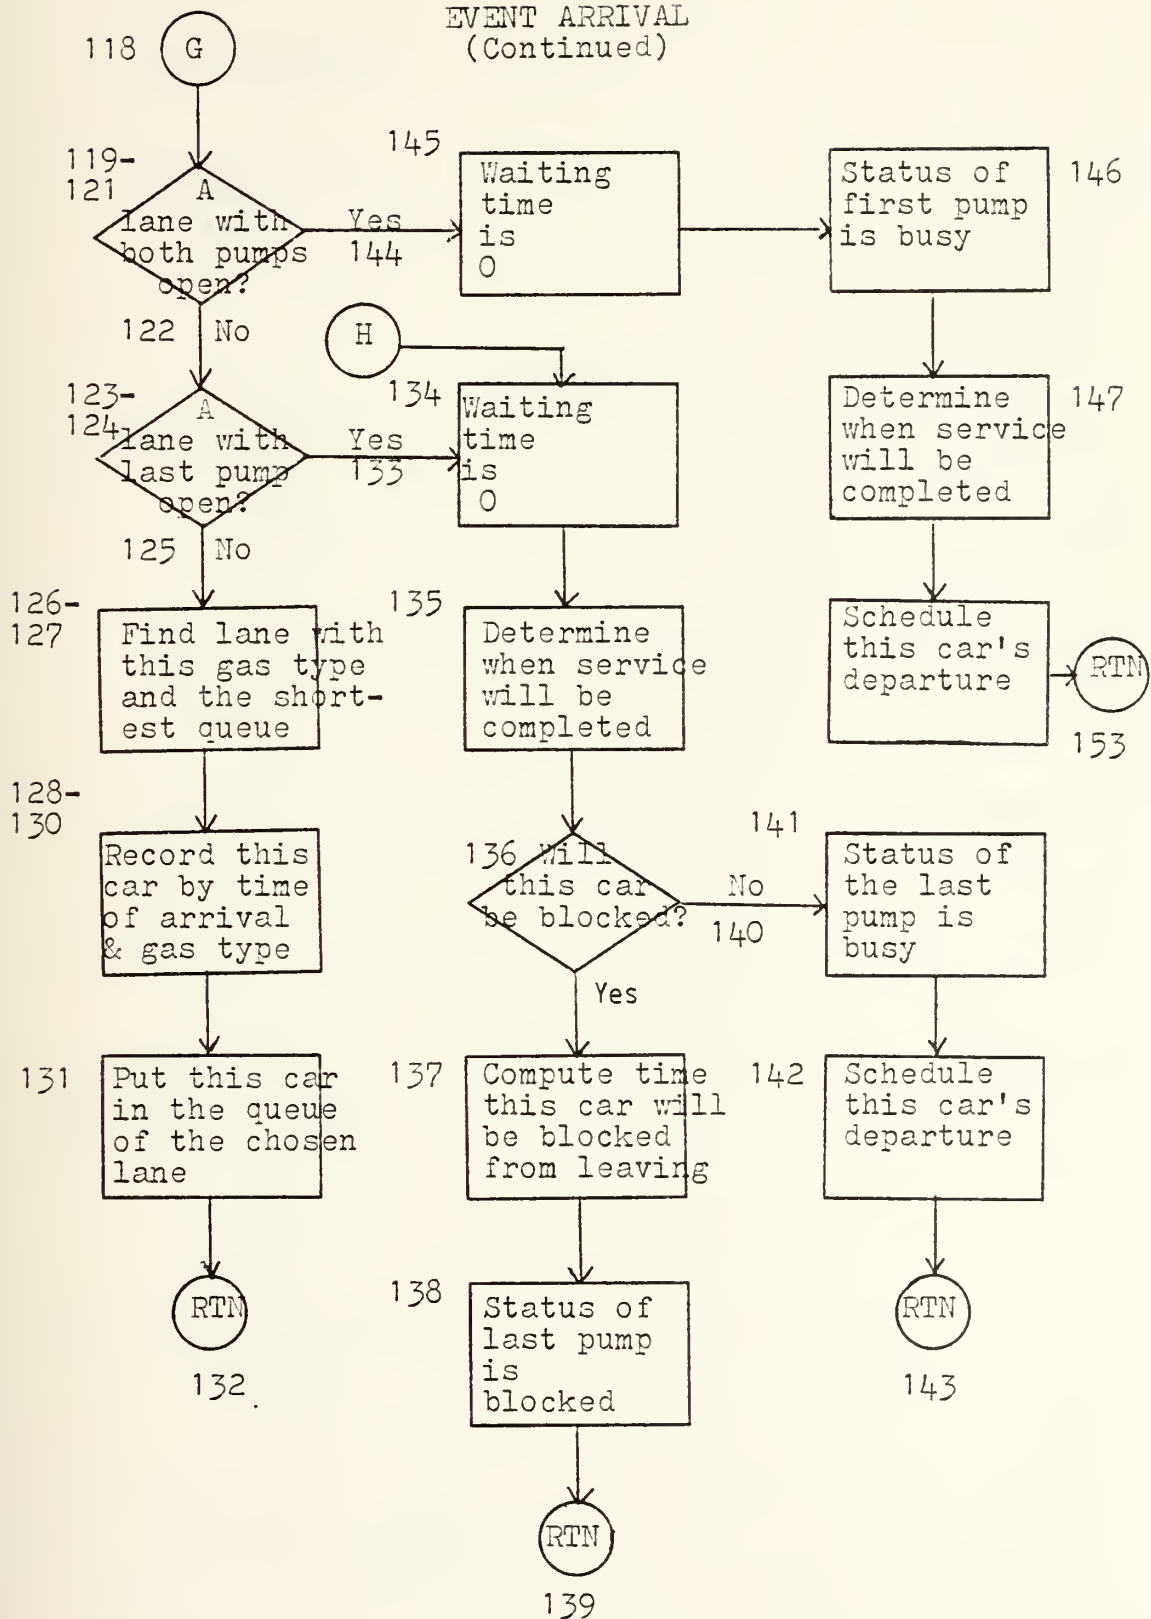 EVENT ARRIVAL
(Continued)
118
G
119-
121
A
lane with
both pumps
open?
Yes
144
145
Waiting
time
is
0
Status of
first pump
is busy
146
122
No
H
123-
124
A
lane with
last pump
open?
Yes
133
134
Waiting
time
is
0
Determine
when service
will be
completed
147
125
No
126-
127
Find lane with
this gas type
and the short-
est queue
135
Determine
when service
will be
completed
Schedule
this car's
departure
RTN
153
128-
130
Record this
car by time
of arrival
& gas type
136 Will
this car
be blocked?
No
140
141
Status of
the last
pump is
busy
Yes
131
Put this car
in the queue
of the chosen
lane
137
Compute time
this car will
be blocked
from leaving
142
Schedule
this car's
departure
RTN
132
138
Status of
last pump
is
blocked
RTN
143
RTN
139